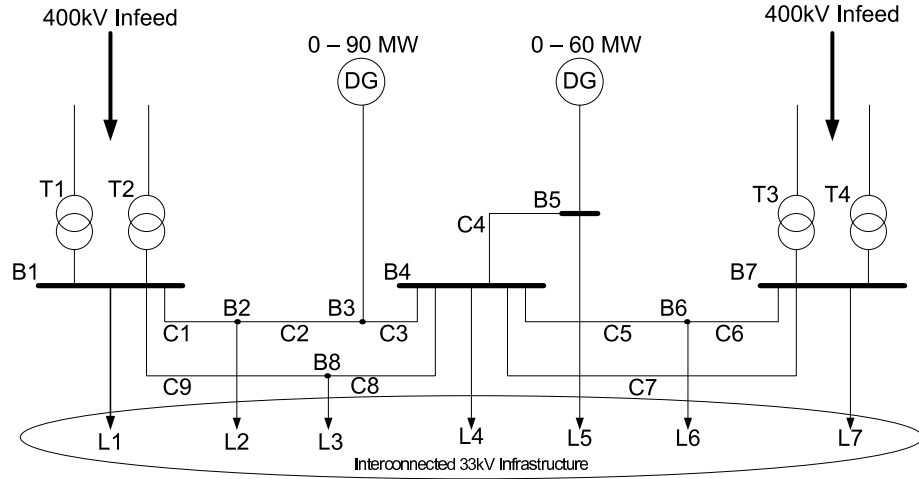 400kV Infeed
400kV Infeed
0 – 90 MW
0 – 60 MW
DG
DG
T1
T2
T3
T4
B5
C4
B1
B4
B7
B2
B3
B6
C1
C2
C3
C5
C6
B8
C9
C8
C7
L1
L2
L3
L4
L5
L6
L7
Interconnected 33kV Infrastructure